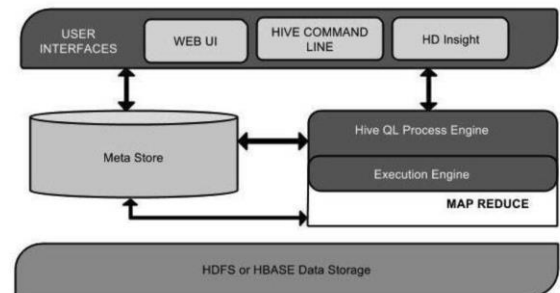 USER
INTERFACES
WEB UI
HIVE COMMAND
LINE
HD Insight
Meta Store
Hive QL Process Engine
Execution Engine
MAP REDUCE
HDFS or HBASE Data Storage